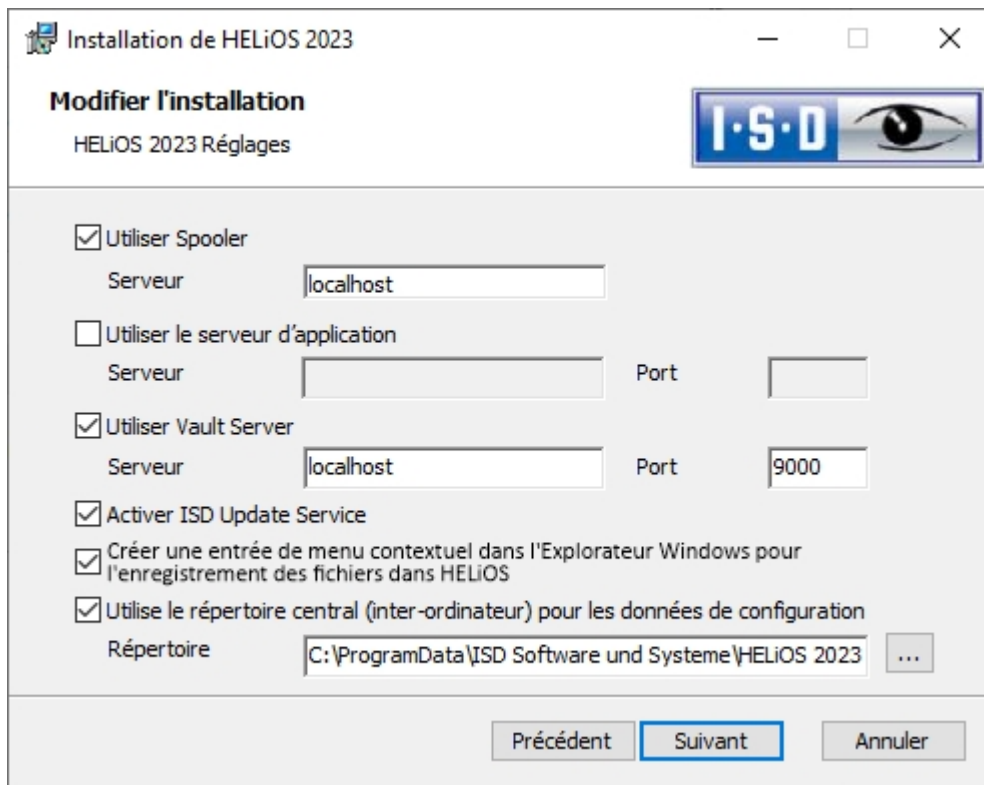 Installation de HELiOS 2023
Modifier l'installation
HELiOS 2023 Réglages
I·S·D
Utiliser Spooler
Serveur localhost
Utiliser le serveur d’application
Serveur Port
Utiliser Vault Server
Serveur localhost Port 9000
Activer ISD Update Service
Créer une entrée de menu contextuel dans l'Explorateur Windows pour
l'enregistrement des fichiers dans HELiOS
Utilise le répertoire central (inter-ordinateur) pour les données de configuration
Répertoire C:\ProgramData\ISD Software und Systeme\HELiOS 2023 ...
Précédent Suivant Annuler